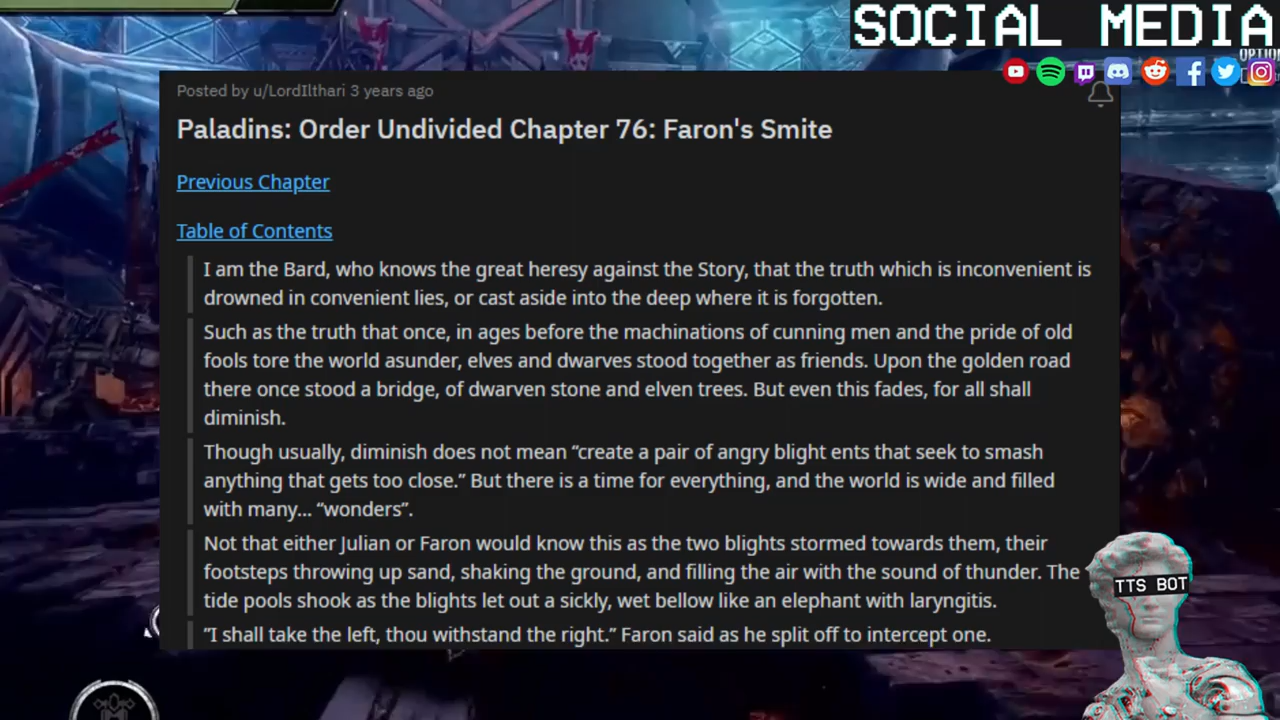 SOCIAL MEDIA
OPTION
Posted by u/LordIlthari 3 years ago
Paladins: Order Undivided Chapter 76: Faron's Smite
Previous Chapter
Table of Contents
I am the Bard, who knows the great heresy against the Story, that the truth which is inconvenient is
drowned in convenient lies, or cast aside into the deep where it is forgotten.
Such as the truth that once, in ages before the machinations of cunning men and the pride of old
fools tore the world asunder, elves and dwarves stood together as friends. Upon the golden road
there once stood a bridge, of dwarven stone and elven trees. But even this fades, for all shall
diminish.
Though usually, diminish does not mean “create a pair of angry blight ents that seek to smash
anything that gets too close.” But there is a time for everything, and the world is wide and filled
with many... “wonders”.
Not that either Julian or Faron would know this as the two blights stormed towards them, their
footsteps throwing up sand, shaking the ground, and filling the air with the sound of thunder. The
tide pools shook as the blights let out a sickly, wet bellow like an elephant with laryngitis.
”I shall take the left, thou withstand the right.” Faron said as he split off to intercept one.
TTS BOT